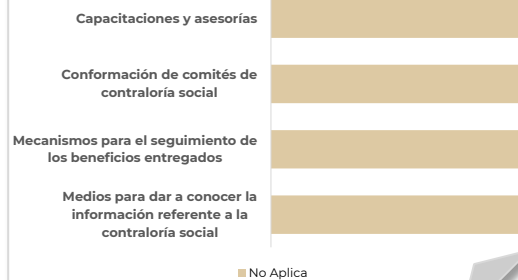 Capacitaciones y asesorías
Conformación de comités de
contraloría social
Mecanismos para el seguimiento de
los beneficios entregados
Medios para dar a conocer la
información referente a la
contraloría social
No Aplica